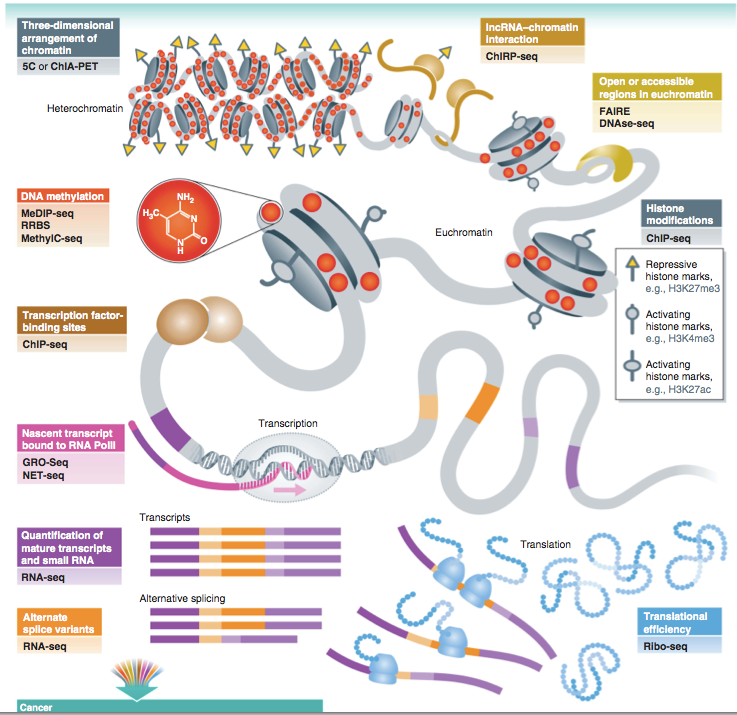 Three-dimensional
arrangement of
chromatin
5C or ChIA-PET
Heterochromatin
lncRNA–chromatin
interaction
ChIRP-seq
Open or accessible
regions in euchromatin
FAIRE
DNAse-seq
DNA methylation
MeDIP-seq
RRBS
MethylC-seq
NH2
H3C
N
N
H
O
Euchromatin
Histone
modifications
ChIP-seq
Repressive
histone marks,
e.g., H3K27me3
Activating
histone marks,
e.g., H3K4me3
Activating
histone marks,
e.g., H3K27ac
Transcription factor-
binding sites
ChIP-seq
Nascent transcript
bound to RNA PolII
GRO-Seq
NET-seq
Transcription
Quantification of
mature transcripts
and small RNA
RNA-seq
Transcripts
Alternative splicing
Alternate
splice variants
RNA-seq
Translation
Translational
efficiency
Ribo-seq
Cancer